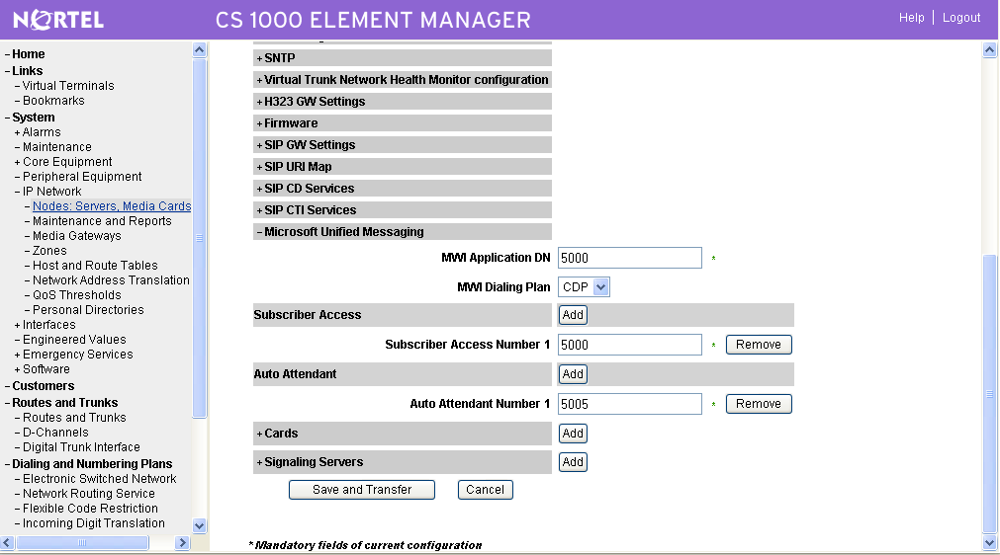 NORTEL
CS 1000 ELEMENT MANAGER
Help | Logout
– Home
– Links
– Virtual Terminals
– Bookmarks
– System
+ Alarms
– Maintenance
+ Core Equipment
– Peripheral Equipment
– IP Network
– Nodes: Servers, Media Cards
– Maintenance and Reports
– Media Gateways
– Zones
– Host and Route Tables
– Network Address Translation
– QoS Thresholds
– Personal Directories
+ Interfaces
– Engineered Values
+ Emergency Services
+ Software
– Customers
– Routes and Trunks
– Routes and Trunks
– D-Channels
– Digital Trunk Interface
– Dialing and Numbering Plans
– Electronic Switched Network
– Network Routing Service
– Flexible Code Restriction
– Incoming Digit Translation
+ SNTP
+ Virtual Trunk Network Health Monitor configuration
+ H323 GW Settings
+ Firmware
+ SIP GW Settings
+ SIP URI Map
+ SIP CD Services
+ SIP CTI Services
– Microsoft Unified Messaging
MWI Application DN 5000 *
MWI Dialing Plan CDP
Subscriber Access Add
Subscriber Access Number 1 5000 * Remove
Auto Attendant Add
Auto Attendant Number 1 5005 * Remove
+ Cards Add
+ Signaling Servers Add
Save and Transfer Cancel
* Mandatory fields of current configuration